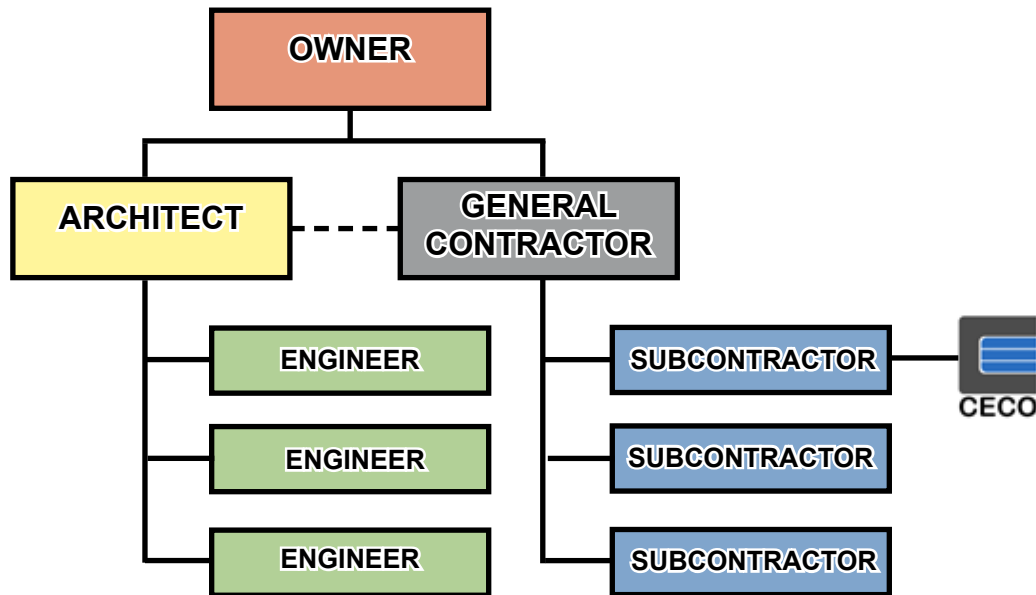 OWNER
ARCHITECT
GENERAL
CONTRACTOR
ENGINEER
SUBCONTRACTOR
CECO
ENGINEER
SUBCONTRACTOR
ENGINEER
SUBCONTRACTOR